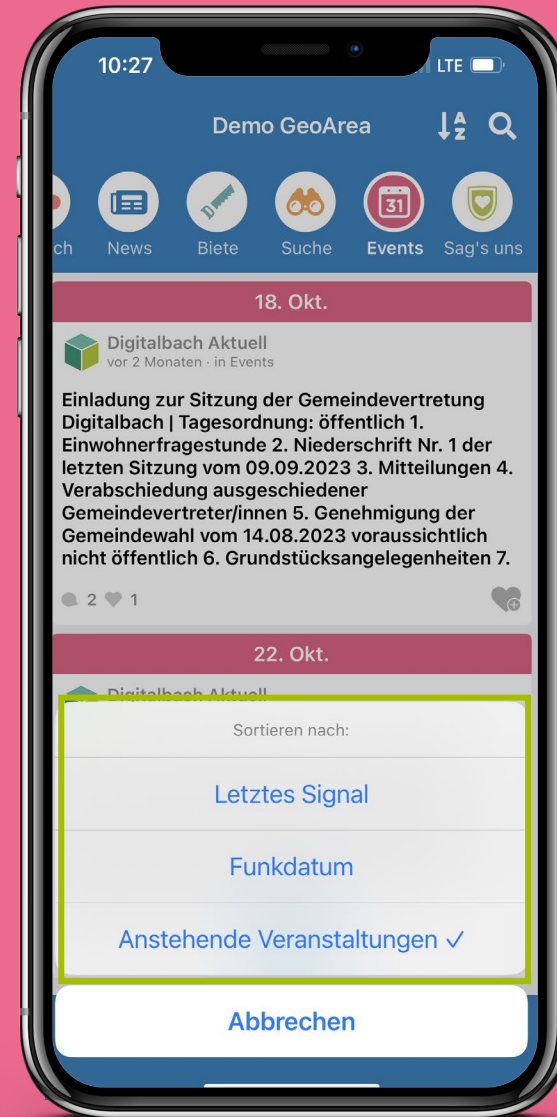 10:27
LTE
Demo GeoArea
A
Z
31
ch
News
Biete
Suche
Events
Sag's uns
18. Okt.
Digitalbach Aktuell
vor 2 Monaten · in Events
Einladung zur Sitzung der Gemeindevertretung
Digitalbach | Tagesordnung: öffentlich 1.
Einwohnerfragestunde 2. Niederschrift Nr. 1 der
letzten Sitzung vom 09.09.2023 3. Mitteilungen 4.
Verabschiedung ausgeschiedener
Gemeindevertreter/innen 5. Genehmigung der
Gemeindewahl vom 14.08.2023 voraussichtlich
nicht öffentlich 6. Grundstücksangelegenheiten 7.
2
1
22. Okt.
Digitalbach Aktuell
Sortieren nach:
Letztes Signal
Funkdatum
Anstehende Veranstaltungen ✓
Abbrechen